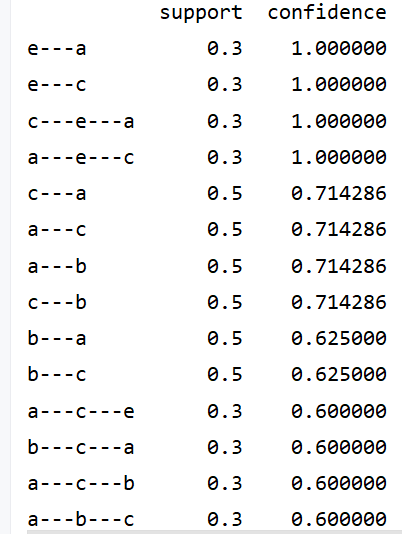 support confidence
e---a 0.3 1.000000
e---c 0.3 1.000000
c---e---a 0.3 1.000000
a---e---c 0.3 1.000000
c---a 0.5 0.714286
a---c 0.5 0.714286
a---b 0.5 0.714286
c---b 0.5 0.714286
b---a 0.5 0.625000
b---c 0.5 0.625000
a---c---e 0.3 0.600000
b---c---a 0.3 0.600000
a---c---b 0.3 0.600000
a---b---c 0.3 0.600000